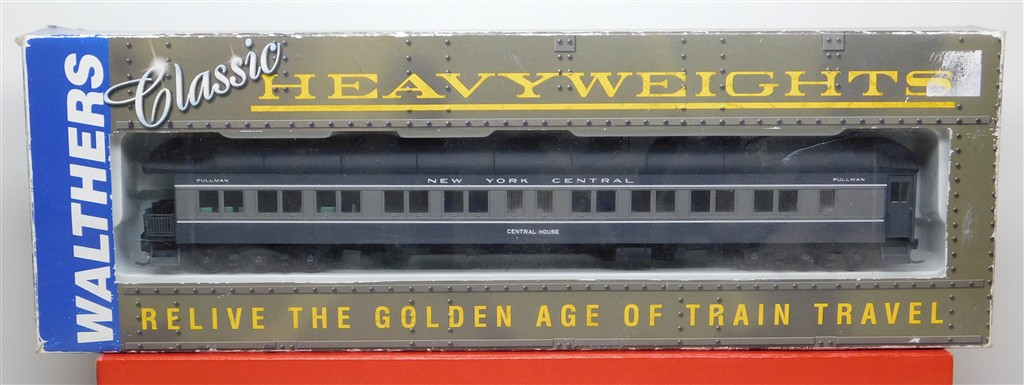 WALTHERS
Classic
HEAVYWEIGHTS
PULLMAN NEW YORK CENTRAL PULLMAN
CENTRAL HOUSE
RELIVE THE GOLDEN AGE OF TRAIN TRAVEL